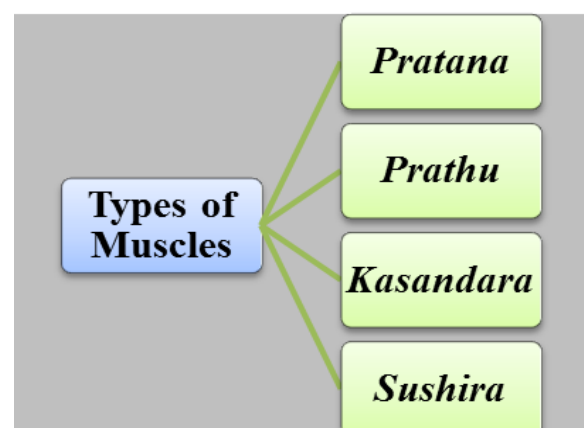 Types of
Muscles
Pratana
Prathu
Kasandara
Sushira